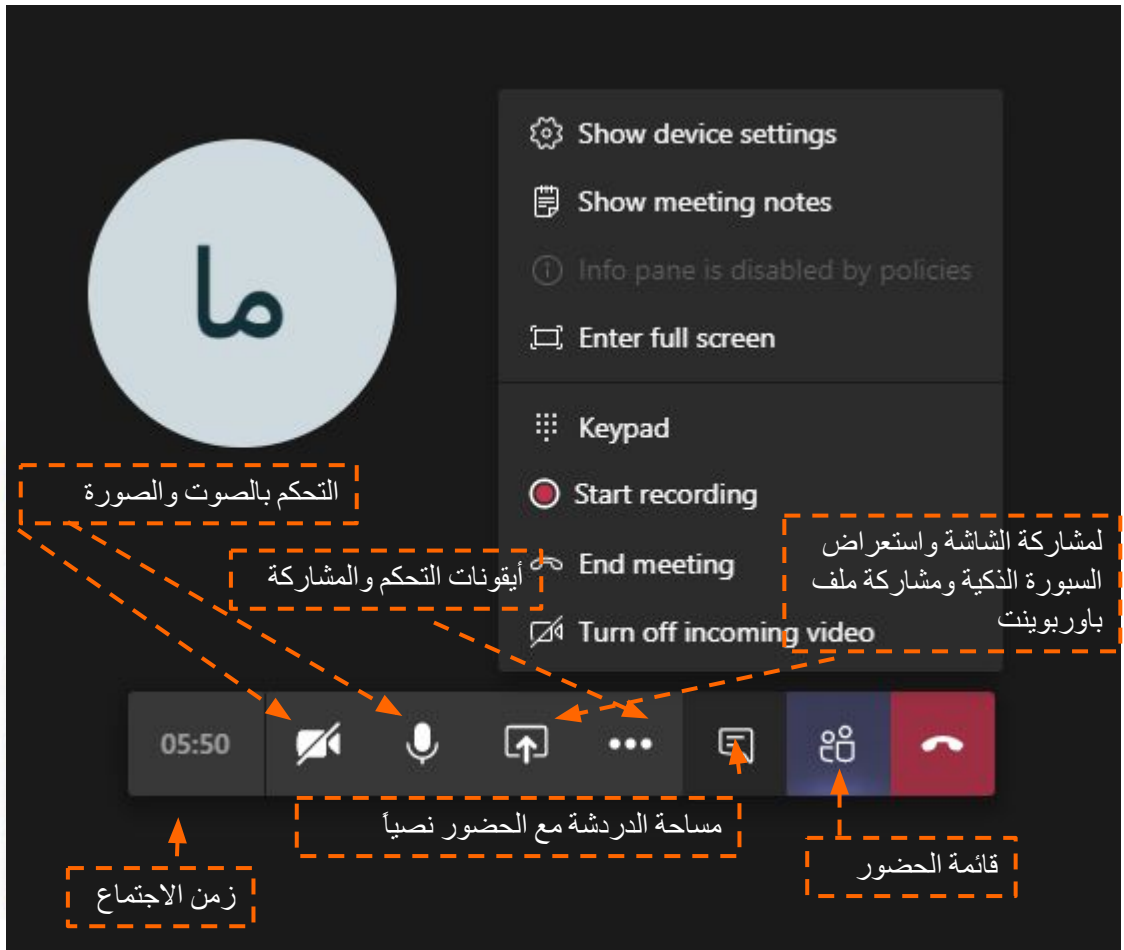 Show device settings
Show meeting notes
Info pane is disabled by policies
Enter full screen
ما
Keypad
Start recording
End meeting
Turn off incoming video
التحكم بالصوت والصورة
أيقونات التحكم والمشاركة
لمشاركة الشاشة واستعراض
السبورة الذكية ومشاركة ملف
باوربوينت
05:50
مساحة الدردشة مع الحضور نصياً
قائمة الحضور
زمن الاجتماع